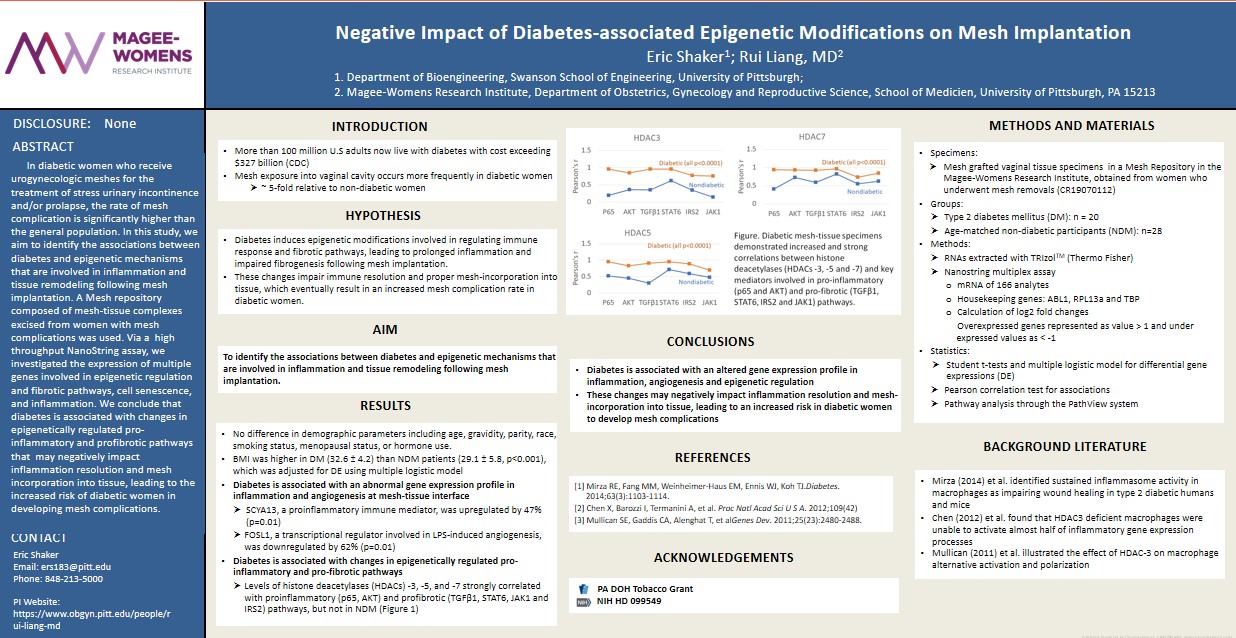 MAGEE-
WOMENS
RESEARCH INSTITUTE
Negative Impact of Diabetes-associated Epigenetic Modifications on Mesh Implantation
Eric Shaker¹; Rui Liang, MD²
1. Department of Bioengineering, Swanson School of Engineering, University of Pittsburgh;
2. Magee-Womens Research Institute, Department of Obstetrics, Gynecology and Reproductive Science, School of Medicien, University of Pittsburgh, PA 15213
DISCLOSURE: None
ABSTRACT
In diabetic women who receive
urogynecologic meshes for the
treatment of stress urinary incontinence
and/or prolapse, the rate of mesh
complication is significantly higher than
the general population. In this study, we
aim to identify the associations between
diabetes and epigenetic mechanisms
that are involved in inflammation and
tissue remodeling following mesh
implantation. A Mesh repository
composed of mesh-tissue complexes
excised from women with mesh
complications was used. Via a high
throughput NanoString assay, we
investigated the expression of multiple
genes involved in epigenetic regulation
and fibrotic pathways, cell senescence,
and inflammation. We conclude that
diabetes is associated with changes in
epigenetically regulated pro-
inflammatory and profibrotic pathways
that may negatively impact
inflammation resolution and mesh
incorporation into tissue, leading to the
increased risk of diabetic women in
developing mesh complications.
CONTACT
Eric Shaker
Email: ers183@pitt.edu
Phone: 848-213-5000
PI Website:
https://www.obgyn.pitt.edu/people/r
ui-liang-md
INTRODUCTION
• More than 100 million U.S adults now live with diabetes with cost exceeding
$327 billion (CDC)
• Mesh exposure into vaginal cavity occurs more frequently in diabetic women
➢ ~ 5-fold relative to non-diabetic women
HYPOTHESIS
• Diabetes induces epigenetic modifications involved in regulating immune
response and fibrotic pathways, leading to prolonged inflammation and
impaired fibrogenesis following mesh implantation.
• These changes impair immune resolution and proper mesh-incorporation into
tissue, which eventually result in an increased mesh complication rate in
diabetic women.
AIM
To identify the associations between diabetes and epigenetic mechanisms that
are involved in inflammation and tissue remodeling following mesh
implantation.
RESULTS
• No difference in demographic parameters including age, gravidity, parity, race,
smoking status, menopausal status, or hormone use.
• BMI was higher in DM (32.6 ± 4.2) than NDM patients (29.1 ± 5.8, p<0.001),
which was adjusted for DE using multiple logistic model
• Diabetes is associated with an abnormal gene expression profile in
inflammation and angiogenesis at mesh-tissue interface
➢ SCYA13, a proinflammatory immune mediator, was upregulated by 47%
(p=0.01)
➢ FOSL1, a transcriptional regulator involved in LPS-induced angiogenesis,
was downregulated by 62% (p=0.01)
• Diabetes is associated with changes in epigenetically regulated pro-
inflammatory and pro-fibrotic pathways
➢ Levels of histone deacetylases (HDACs) -3, -5, and -7 strongly correlated
with proinflammatory (p65, AKT) and profibrotic (TGFβ1, STAT6, JAK1 and
IRS2) pathways, but not in NDM (Figure 1)
HDAC3
Pearson's r
1.5
1
0.5
0
Diabetic (all p<0.0001)
Nondiabetic
P65 AKT TGFβ1 STAT6 IRS2 JAK1
HDAC7
Pearson's r
1.5
1
0.5
0
Diabetic (all p<0.0001)
Nondiabetic
P65 AKT TGFβ1 STAT6 IRS2 JAK1
HDAC5
Pearson's r
1.5
1
0.5
0
Diabetic (all p<0.0001)
Nondiabetic
P65 AKT TGFβ1 STAT6 IRS2 JAK1
Figure. Diabetic mesh-tissue specimens
demonstrated increased and strong
correlations between histone
deacetylases (HDACs -3, -5 and -7) and key
mediators involved in pro-inflammatory
(p65 and AKT) and pro-fibrotic (TGFβ1,
STAT6, IRS2 and JAK1) pathways.
CONCLUSIONS
• Diabetes is associated with an altered gene expression profile in
inflammation, angiogenesis and epigenetic regulation
• These changes may negatively impact inflammation resolution and mesh-
incorporation into tissue, leading to an increased risk in diabetic women
to develop mesh complications
REFERENCES
[1] Mirza RE, Fang MM, Weinheimer-Haus EM, Ennis WJ, Koh TJ.Diabetes.
2014;63(3):1103-1114.
[2] Chen X, Barozzi I, Termanini A, et al. Proc Natl Acad Sci U S A. 2012;109(42)
[3] Mullican SE, Gaddis CA, Alenghat T, et alGenes Dev. 2011;25(23):2480-2488.
ACKNOWLEDGEMENTS
PA DOH Tobacco Grant
NIH
NIH HD 099549
METHODS AND MATERIALS
• Specimens:
➢ Mesh grafted vaginal tissue specimens in a Mesh Repository in the
Magee-Womens Research Institute, obtained from women who
underwent mesh removals (CR19070112)
• Groups:
➢ Type 2 diabetes mellitus (DM): n = 20
➢ Age-matched non-diabetic participants (NDM): n=28
• Methods:
➢ RNAs extracted with TRIzol™ (Thermo Fisher)
➢ Nanostring multiplex assay
o mRNA of 166 analytes
o Housekeeping genes: ABL1, RPL13a and TBP
o Calculation of log2 fold changes
Overexpressed genes represented as value > 1 and under
expressed values as < -1
• Statistics:
➢ Student t-tests and multiple logistic model for differential gene
expressions (DE)
➢ Pearson correlation test for associations
➢ Pathway analysis through the PathView system
BACKGROUND LITERATURE
• Mirza (2014) et al. identified sustained inflammasome activity in
macrophages as impairing wound healing in type 2 diabetic humans
and mice
• Chen (2012) et al. found that HDAC3 deficient macrophages were
unable to activate almost half of inflammatory gene expression
processes
• Mullican (2011) et al. illustrated the effect of HDAC-3 on macrophage
alternative activation and polarization